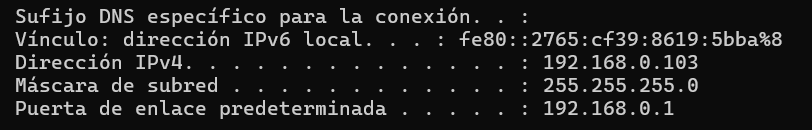 Sufijo DNS específico para la conexión. . :
Vínculo: dirección IPv6 local. . . : fe80::2765:cf39:8619:5bba%8
Dirección IPv4. . . . . . . . . . . . . . : 192.168.0.103
Máscara de subred . . . . . . . . . . . . : 255.255.255.0
Puerta de enlace predeterminada . . . . . : 192.168.0.1